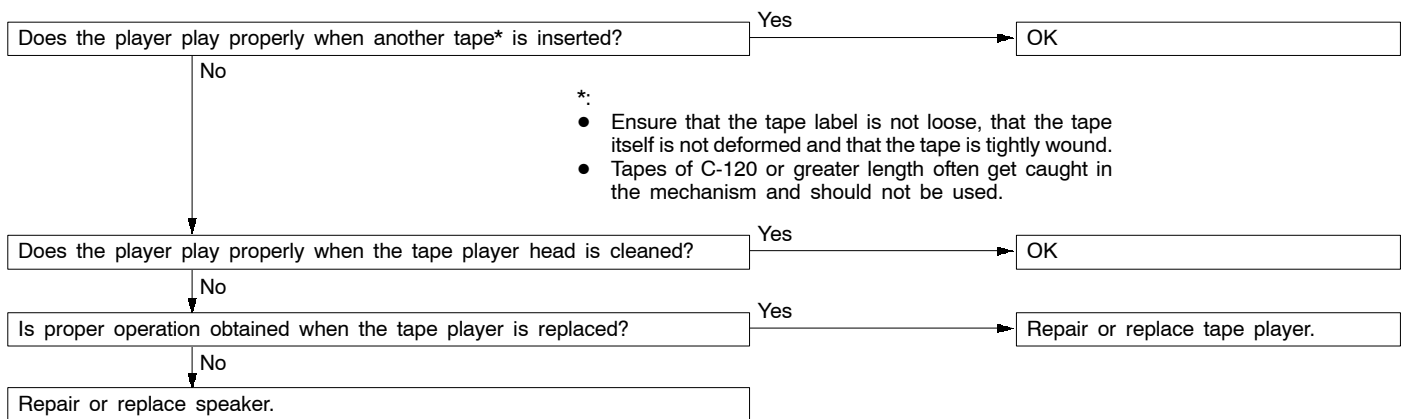 Does the player play properly when another tape* is inserted?
Yes
OK
No
*:
● Ensure that the tape label is not loose, that the tape
itself is not deformed and that the tape is tightly wound.
● Tapes of C-120 or greater length often get caught in
the mechanism and should not be used.
Does the player play properly when the tape player head is cleaned?
Yes
OK
No
Is proper operation obtained when the tape player is replaced?
Yes
Repair or replace tape player.
No
Repair or replace speaker.